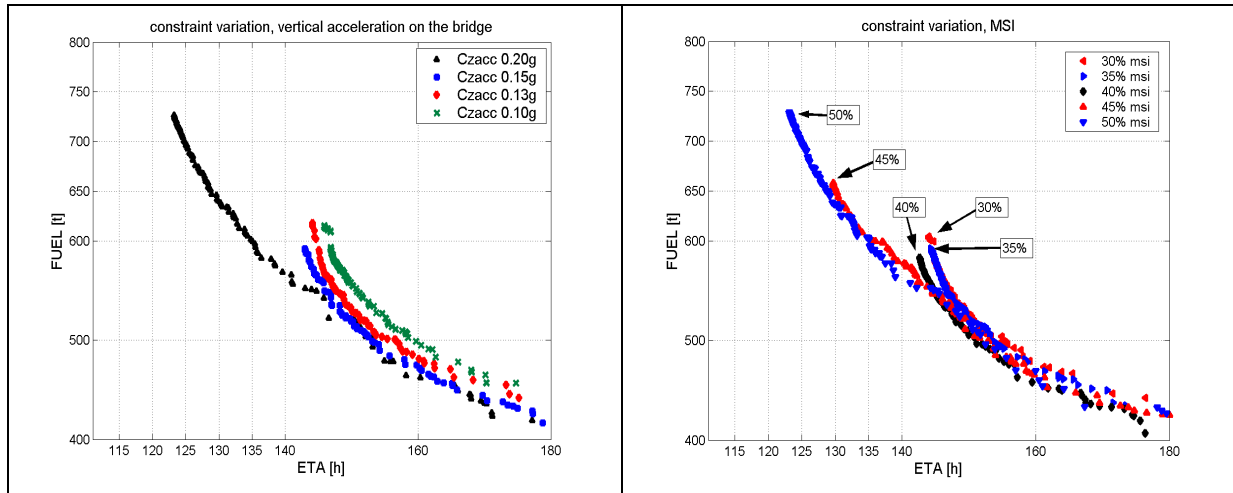 constraint variation, vertical acceleration on the bridge
800
750
700
650
600
500
400
FUEL [t]
115 120 125 130 135 140 150 160 180
ETA [h]
Czacc 0.20g
Czacc 0.15g
Czacc 0.13g
Czacc 0.10g
constraint variation, MSI
800
750
700
650
600
500
400
FUEL [t]
115 120 125 130 135 140 160 180
ETA [h]
30% msi
35% msi
40% msi
45% msi
50% msi
50%
45%
40%
30%
35%